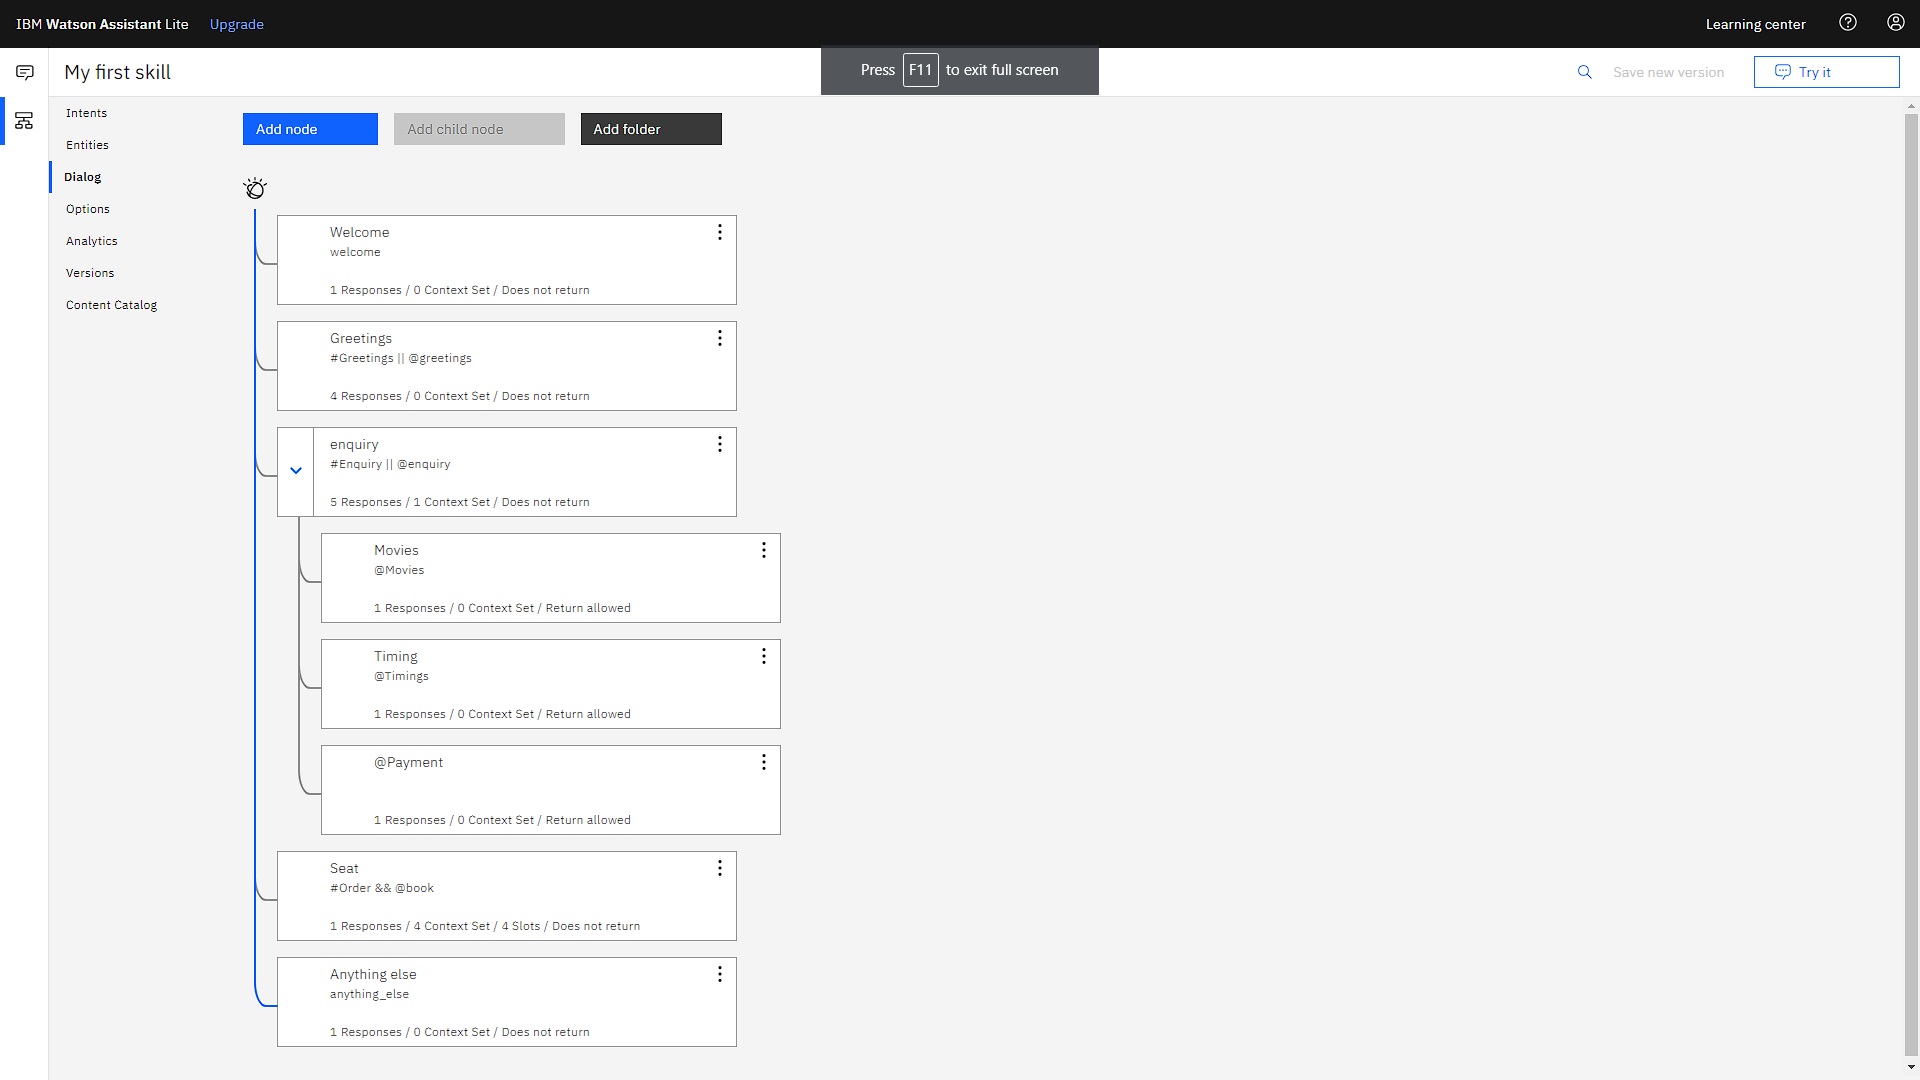 IBM Watson Assistant Lite Upgrade Learning center
My first skill Press F11 to exit full screen Save new version Try it
Intents
Entities
Dialog
Options
Analytics
Versions
Content Catalog
Add node Add child node Add folder
Welcome
welcome
1 Responses / 0 Context Set / Does not return
Greetings
#Greetings || @greetings
4 Responses / 0 Context Set / Does not return
enquiry
#Enquiry || @enquiry
5 Responses / 1 Context Set / Does not return
Movies
@Movies
1 Responses / 0 Context Set / Return allowed
Timing
@Timings
1 Responses / 0 Context Set / Return allowed
@Payment
1 Responses / 0 Context Set / Return allowed
Seat
#Order && @book
1 Responses / 4 Context Set / 4 Slots / Does not return
Anything else
anything_else
1 Responses / 0 Context Set / Does not return